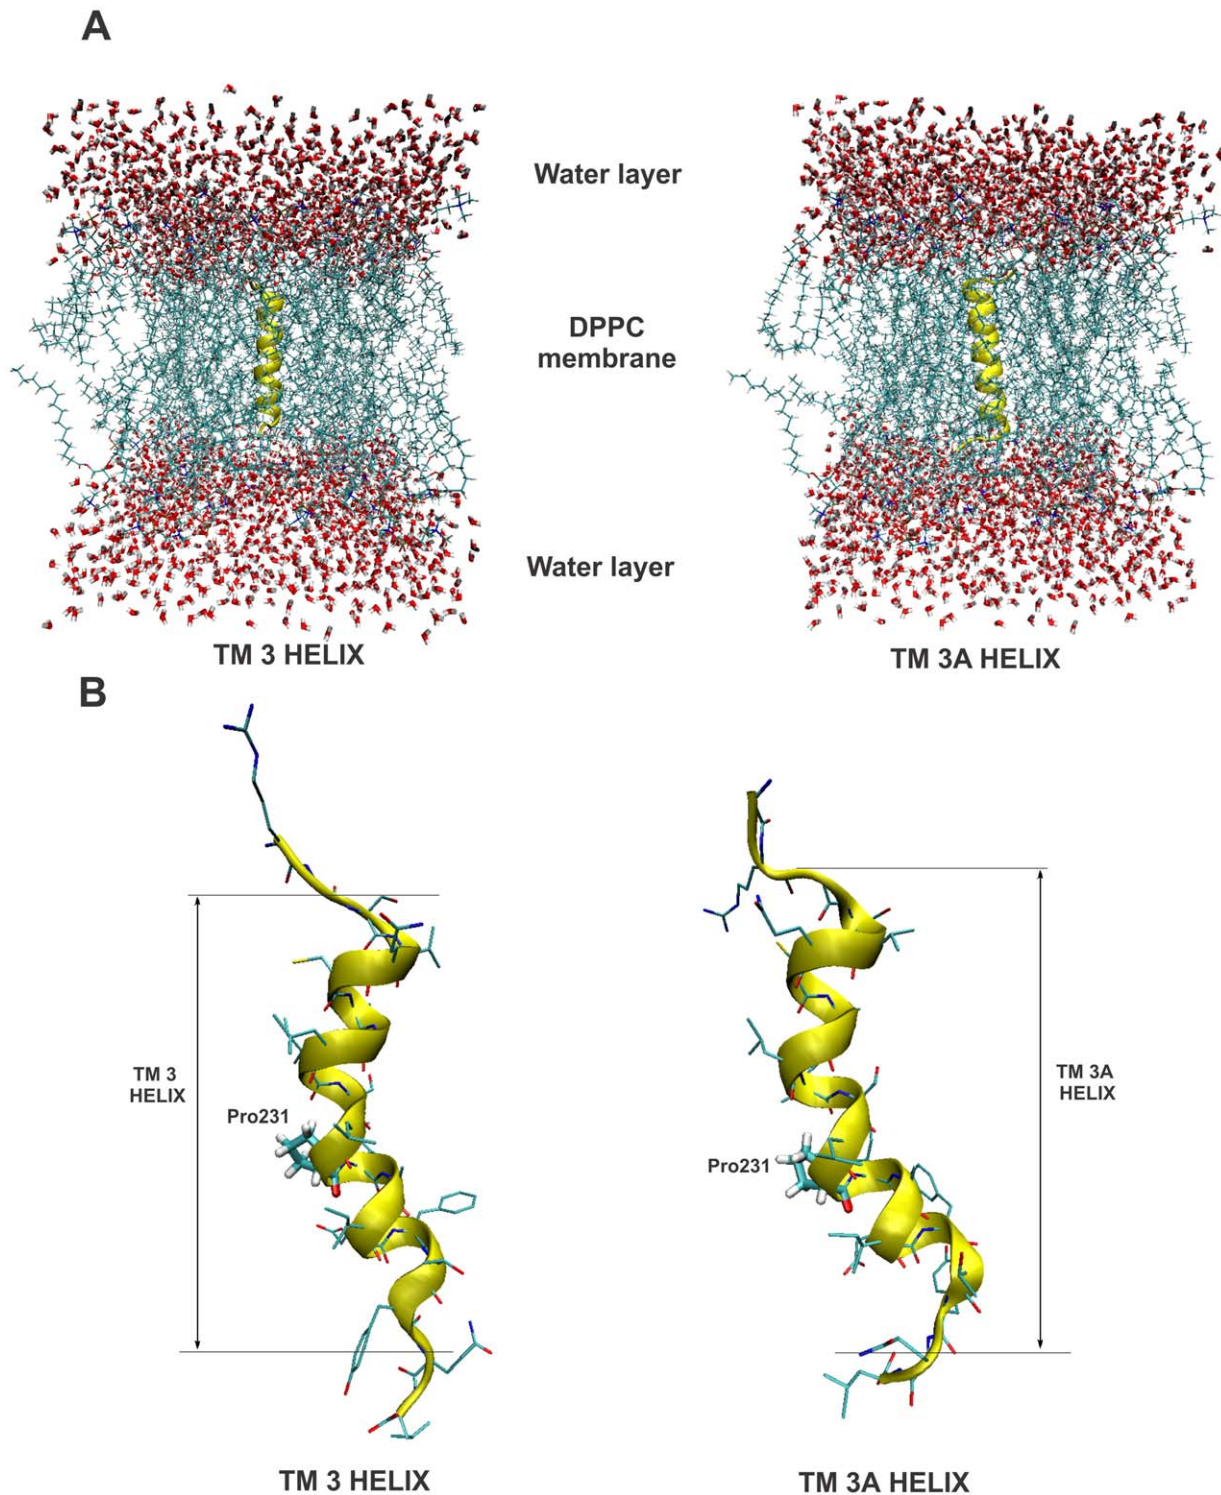 A
Water layer
DPPC
membrane
Water layer
TM 3 HELIX
TM 3A HELIX
B
TM 3
HELIX
Pro231
TM 3A
HELIX
Pro231
TM 3 HELIX
TM 3A HELIX